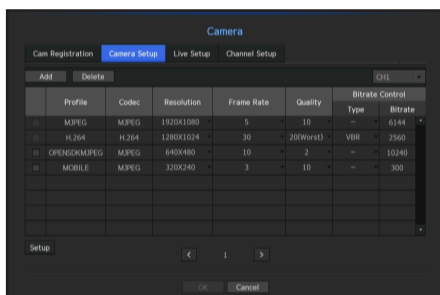 Camera
Cam Registration Camera Setup Live Setup Channel Setup
Add Delete CH1
Profile Codec Resolution Frame Rate Quality Bitrate Control
Type Bitrate
MJPEG MJPEG 1920X1080 5 10 – 6144
H.264 H.264 1280X1024 30 20(Worst) VBR 2560
OPENSDKMJPEG MJPEG 640X480 10 2 – 10240
MOBILE MJPEG 320X240 3 10 – 300
Setup
< 1 >
OK Cancel